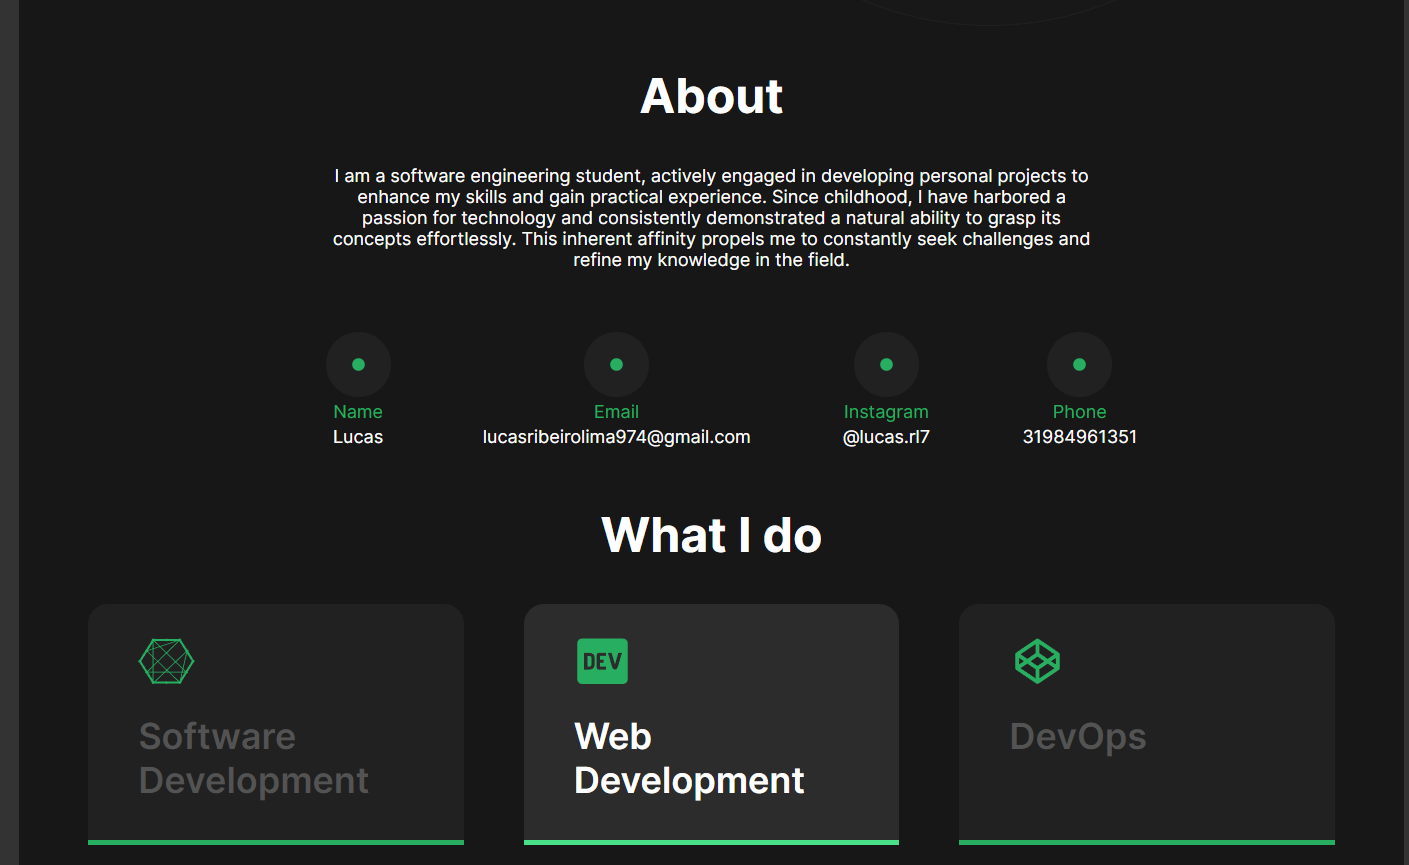 About
I am a software engineering student, actively engaged in developing personal projects to
enhance my skills and gain practical experience. Since childhood, I have harbored a
passion for technology and consistently demonstrated a natural ability to grasp its
concepts effortlessly. This inherent affinity propels me to constantly seek challenges and
refine my knowledge in the field.
Name
Lucas
Email
lucasribeirolima974@gmail.com
Instagram
@lucas.rl7
Phone
31984961351
What I do
Software
Development
DEV
Web
Development
DevOps